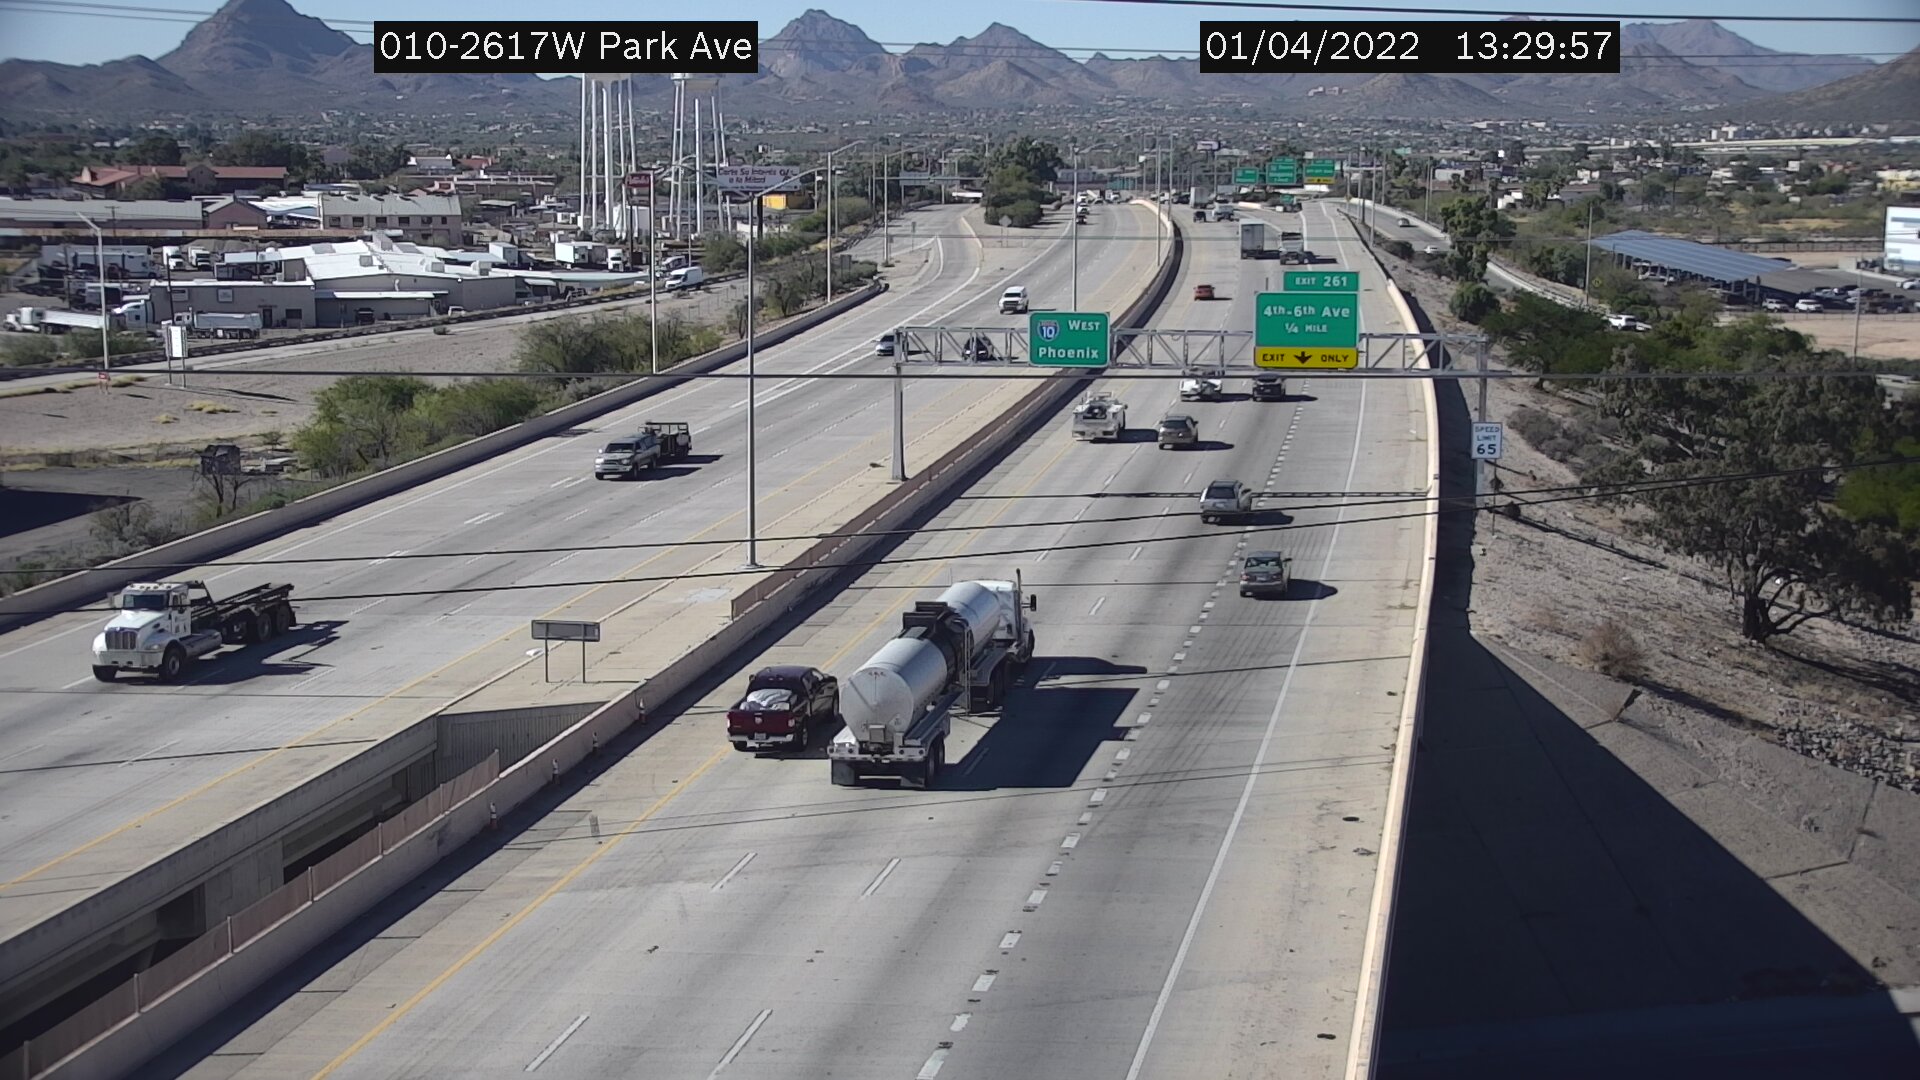 010-2617W Park Ave
01/04/2022 13:29:57
EXIT 261
4th-6th Ave
1/4 MILE
EXIT ONLY
10
WEST
Phoenix
SPEED
LIMIT
65